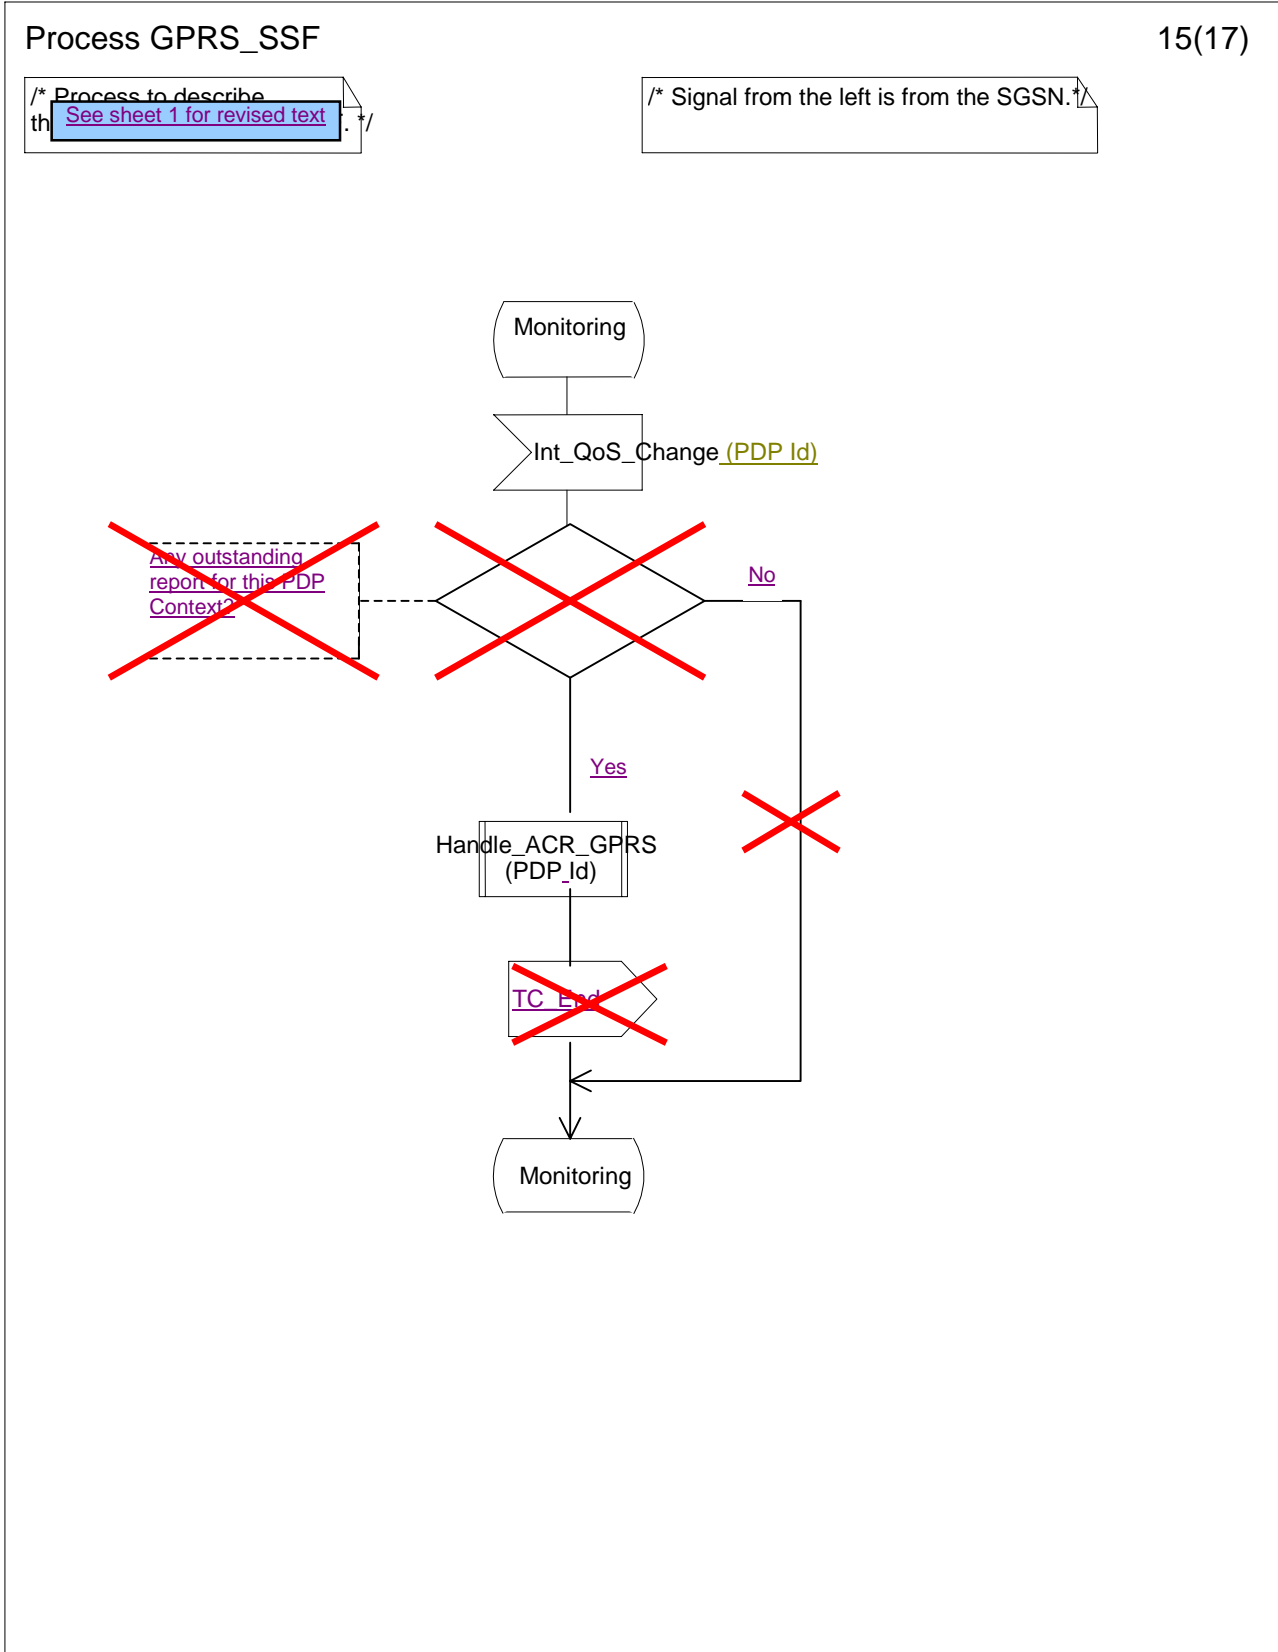 Process GPRS_SSF
15(17)
/* Process to describe
th
See sheet 1 for revised text
. */
/* Signal from the left is from the SGSN.*/
Monitoring
Int_QoS_Change (PDP Id)
Any outstanding
report for this PDP
Context?
No
Yes
Handle_ACR_GPRS
(PDP Id)
TC_End
Monitoring